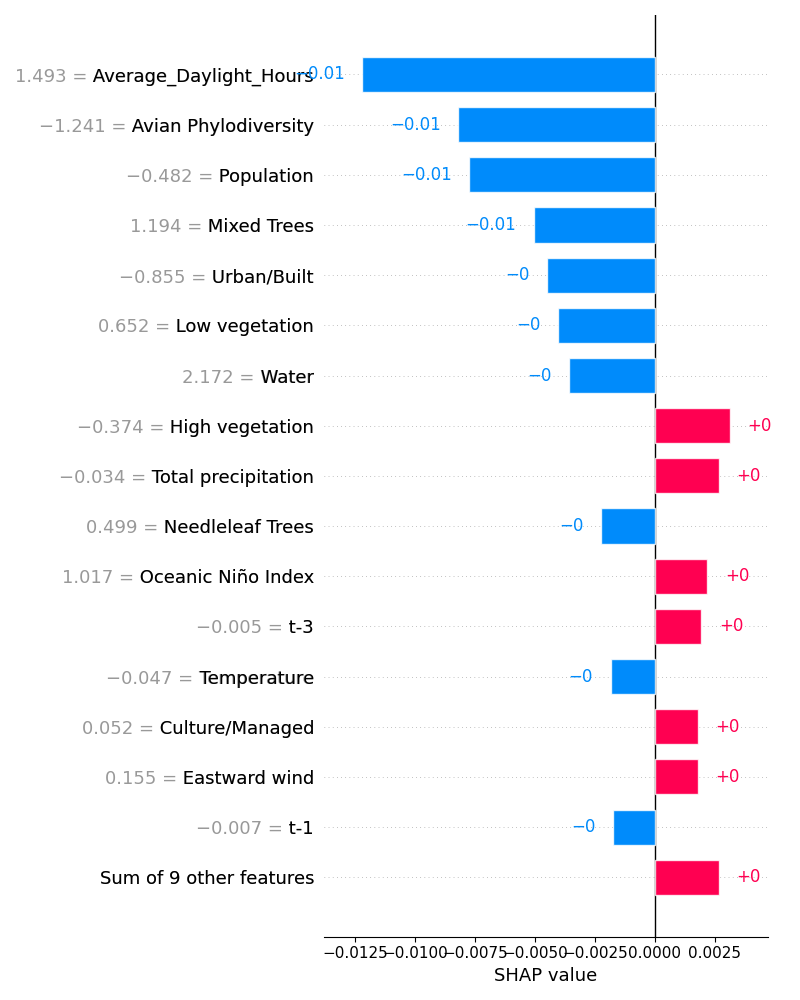 1.493 = Average_Daylight_Hours −0.01
−1.241 = Avian Phylodiversity −0.01
−0.482 = Population −0.01
1.194 = Mixed Trees −0.01
−0.855 = Urban/Built −0
0.652 = Low vegetation −0
2.172 = Water −0
−0.374 = High vegetation +0
−0.034 = Total precipitation +0
0.499 = Needleleaf Trees −0
1.017 = Oceanic Niño Index +0
−0.005 = t-3 +0
−0.047 = Temperature −0
0.052 = Culture/Managed +0
0.155 = Eastward wind +0
−0.007 = t-1 −0
Sum of 9 other features +0
−0.0125 −0.0100 −0.0075 −0.0050 −0.0025 0.0000 0.0025
SHAP value